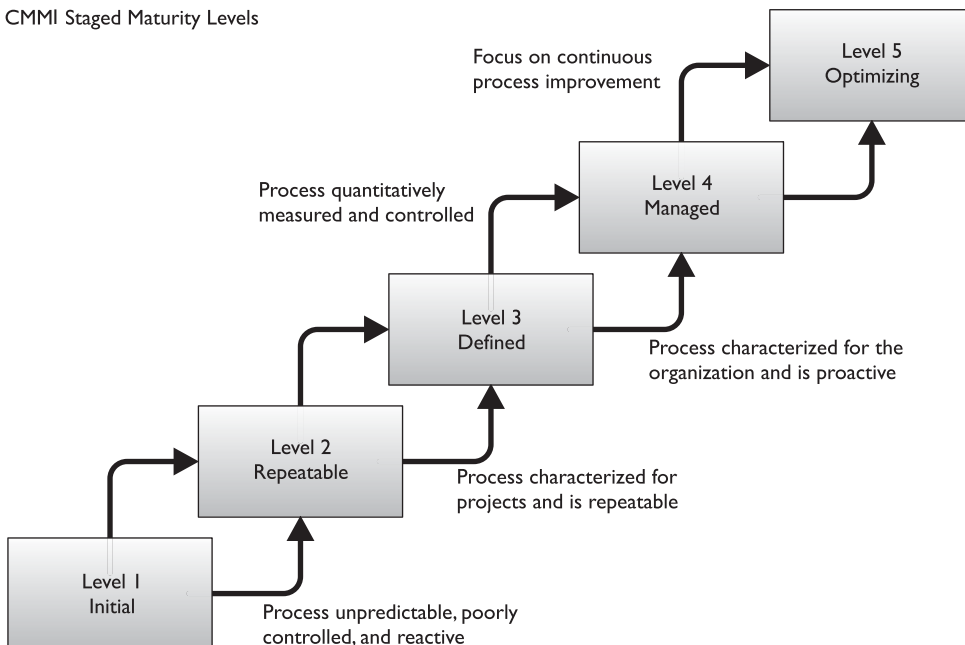 CMMI Staged Maturity Levels
Focus on continuous
process improvement
Level 5
Optimizing
Process quantitatively
measured and controlled
Level 4
Managed
Level 3
Defined
Process characterized for the
organization and is proactive
Level 2
Repeatable
Process characterized for
projects and is repeatable
Level 1
Initial
Process unpredictable, poorly
controlled, and reactive